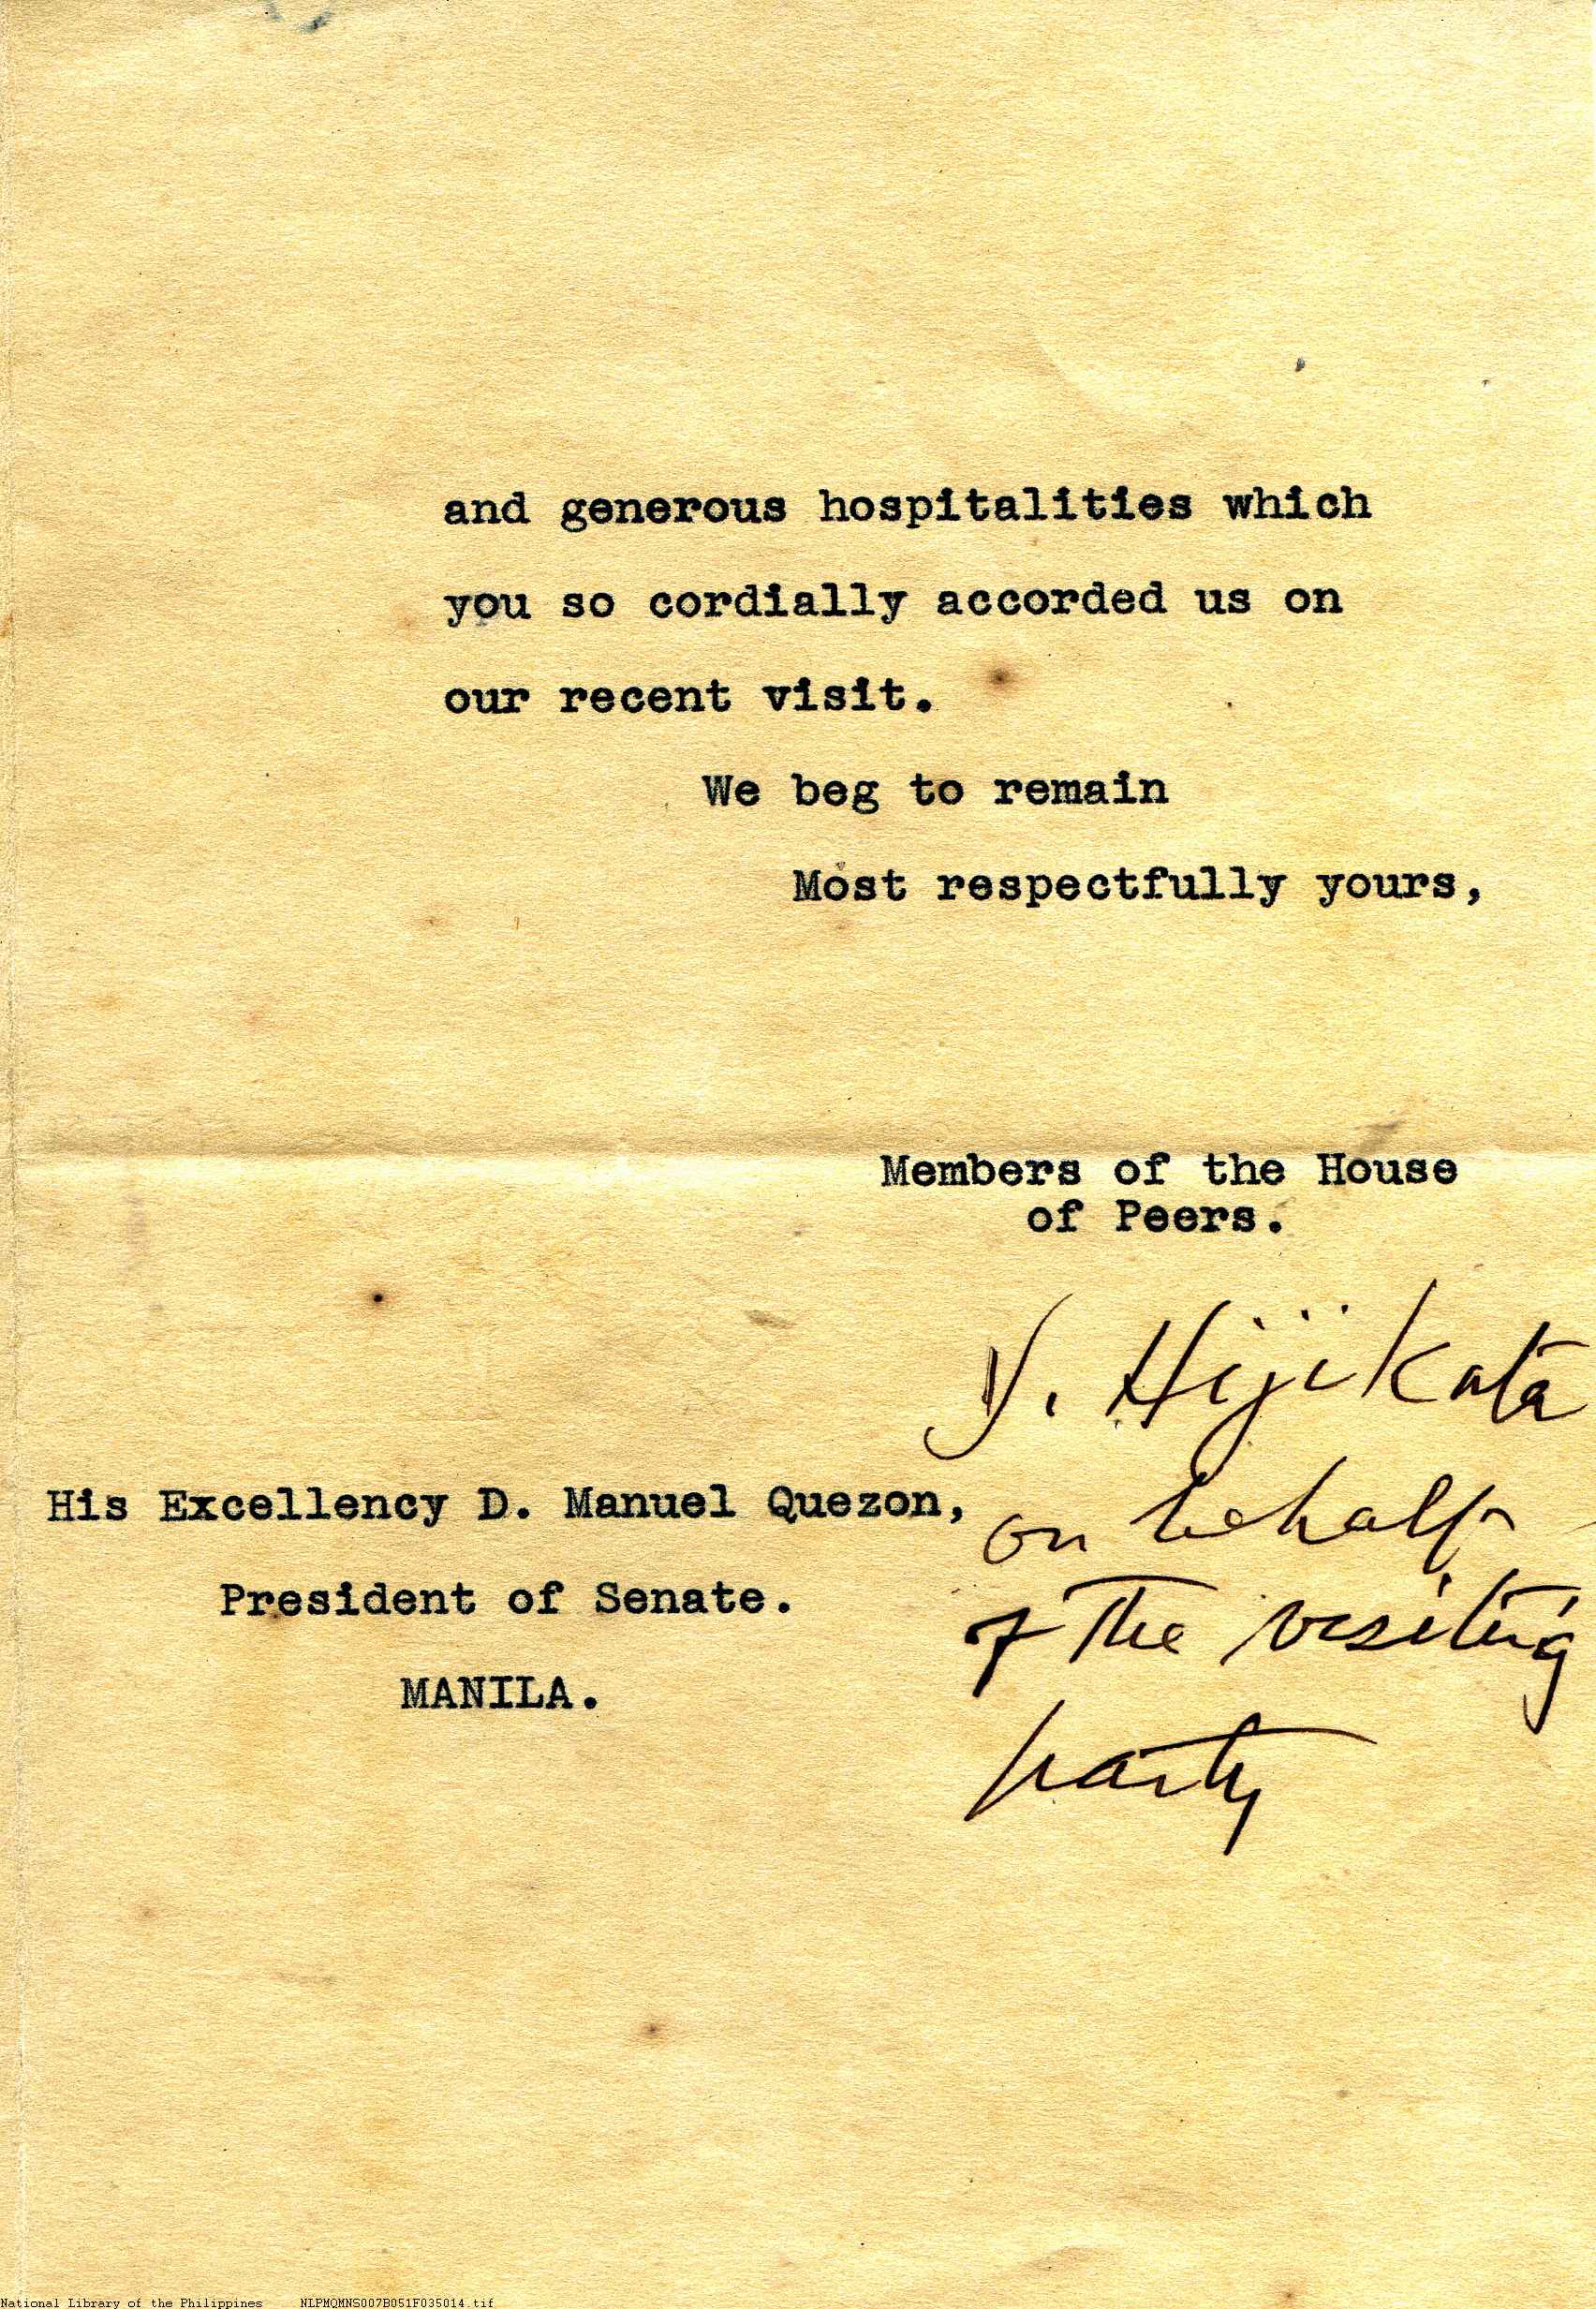 and generous hospitalities which
you so cordially accorded us on
our recent visit.
We beg to remain
Most respectfully yours,
Members of the House
of Peers.
Y. Hijikata
on behalf
of the visiting
party
His Excellency D. Manuel Quezon,
President of Senate.
MANILA.
National Library of the Philippines NLPMQMNS007B051F035014.tif